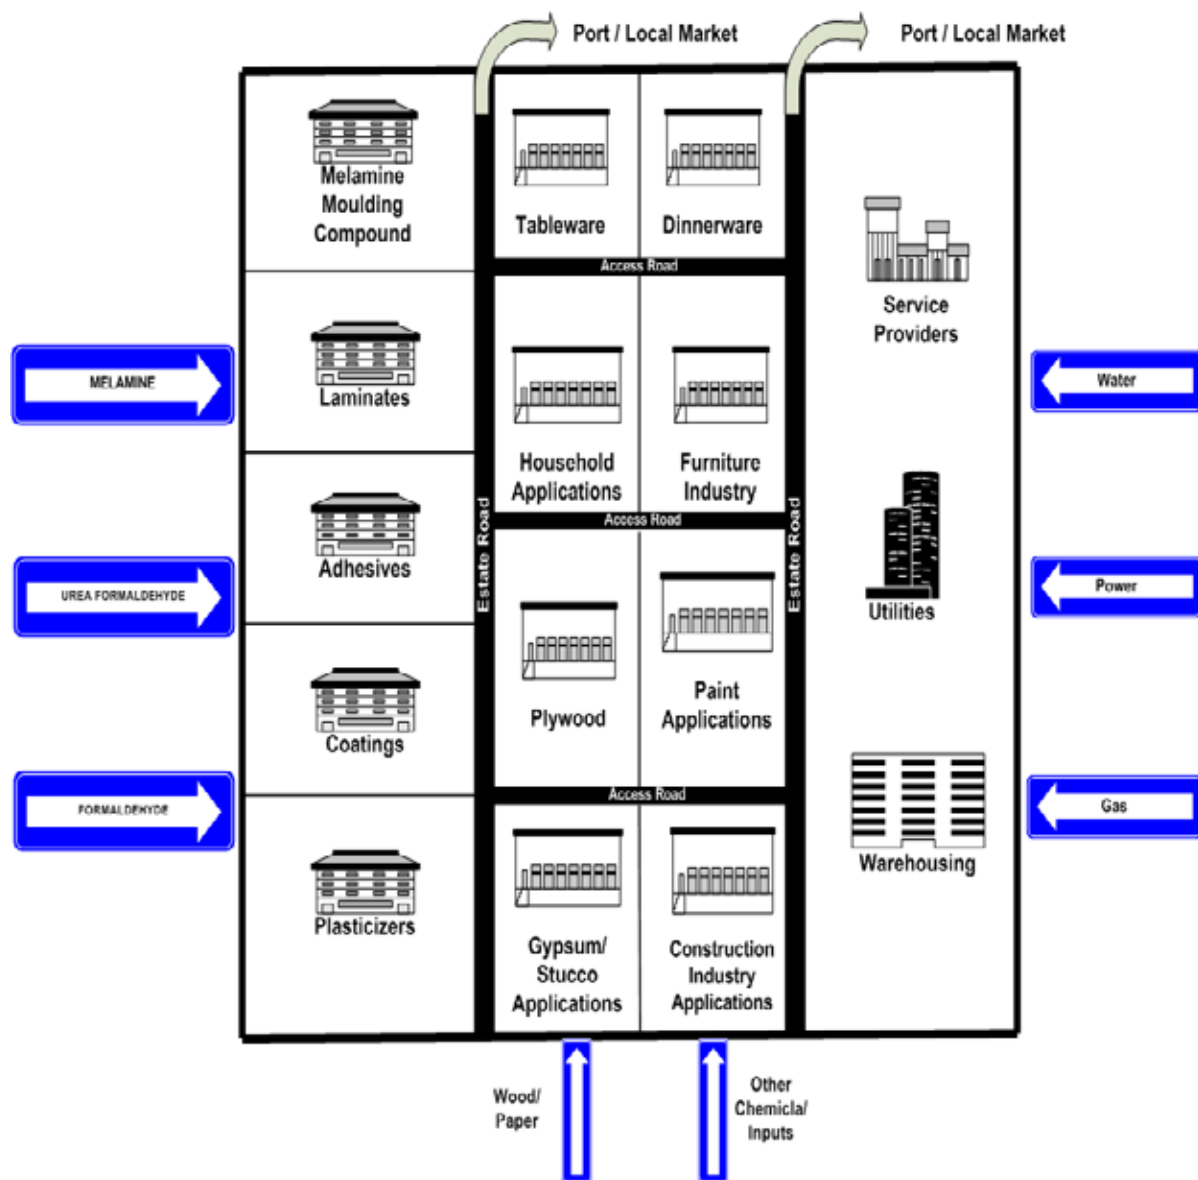 Port / Local Market
Port / Local Market
Melamine
Moulding
Compound
Tableware
Dinnerware
Access Road
Service
Providers
MELAMINE
Laminates
Water
Household
Applications
Furniture
Industry
Access Road
Estate Road
Estate Road
Adhesives
UREA FORMALDEHYDE
Power
Utilities
Plywood
Paint
Applications
Coatings
Access Road
FORMALDEHYDE
Gas
Warehousing
Plasticizers
Gypsum/
Stucco
Applications
Construction
Industry
Applications
Wood/
Paper
Other
Chemicla/
Inputs